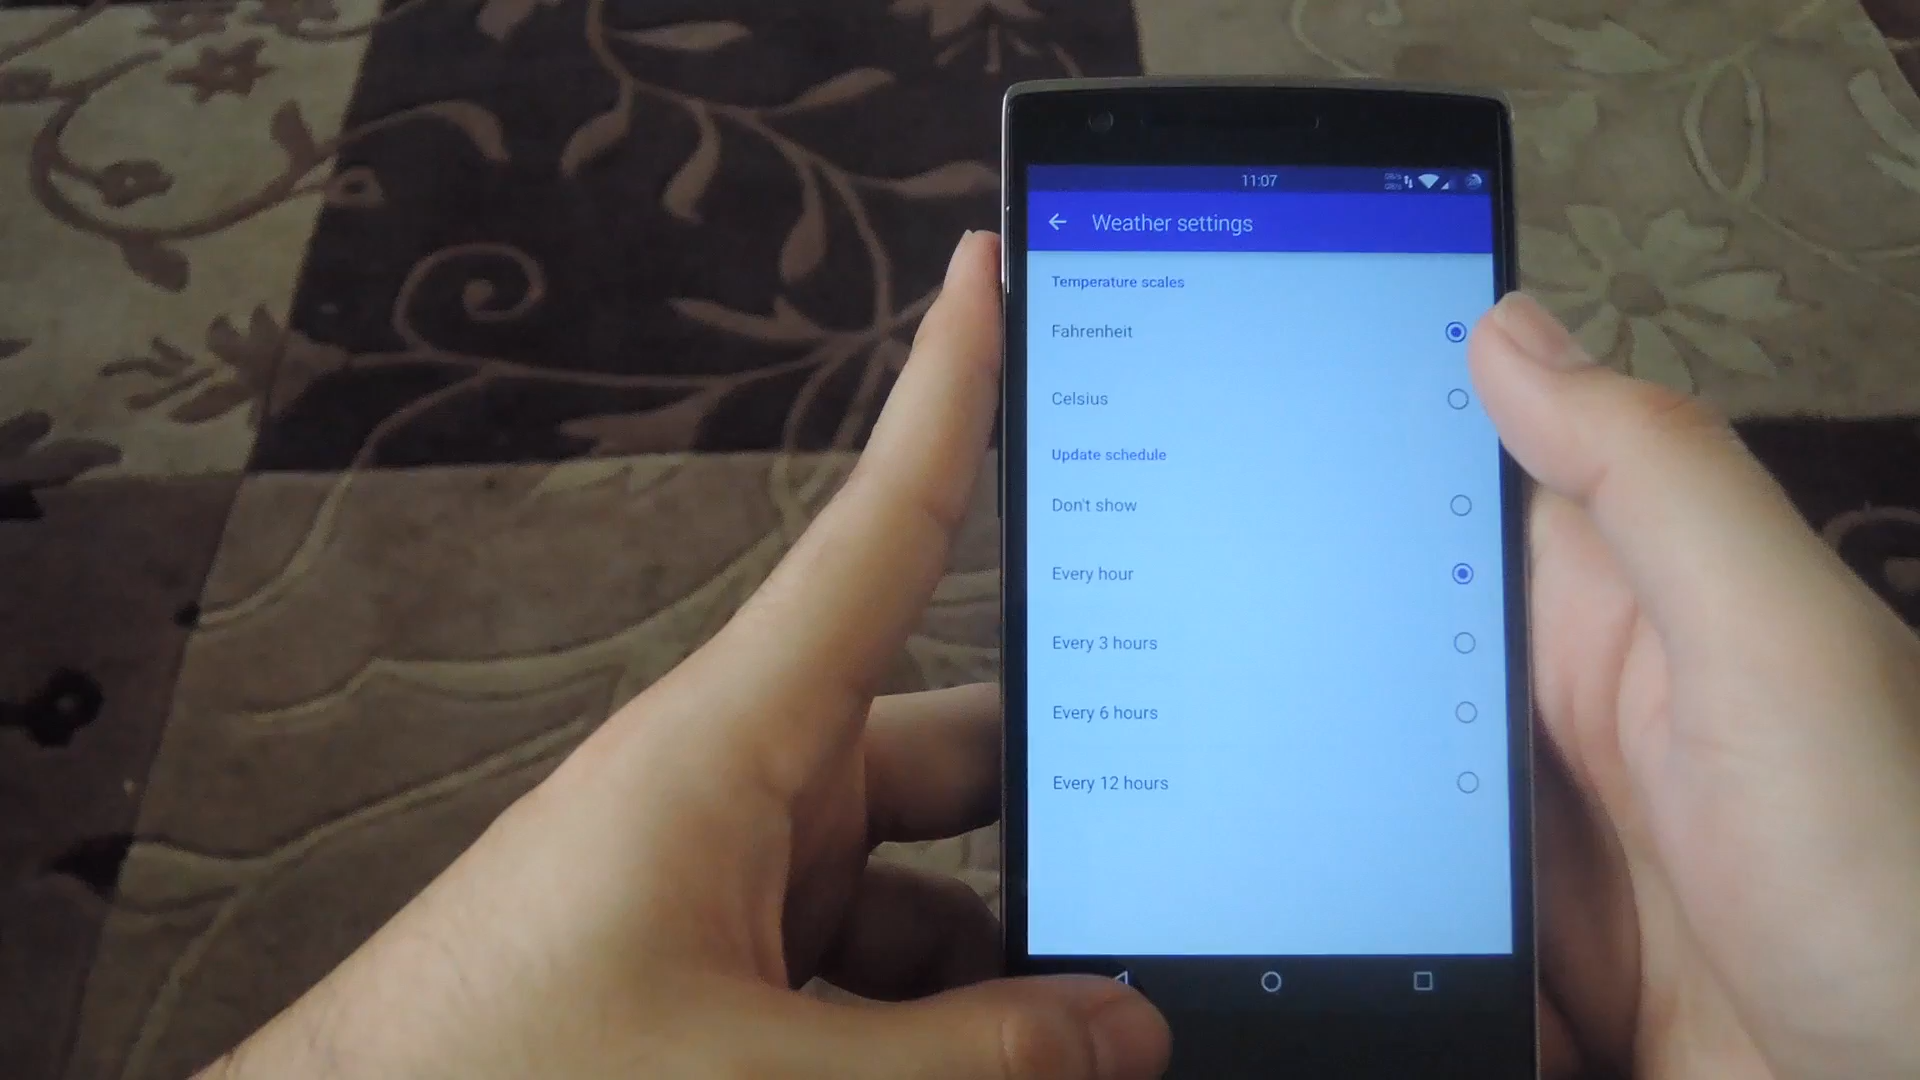 11:07
Weather settings
Temperature scales
Fahrenheit
Celsius
Update schedule
Don't show
Every hour
Every 3 hours
Every 6 hours
Every 12 hours